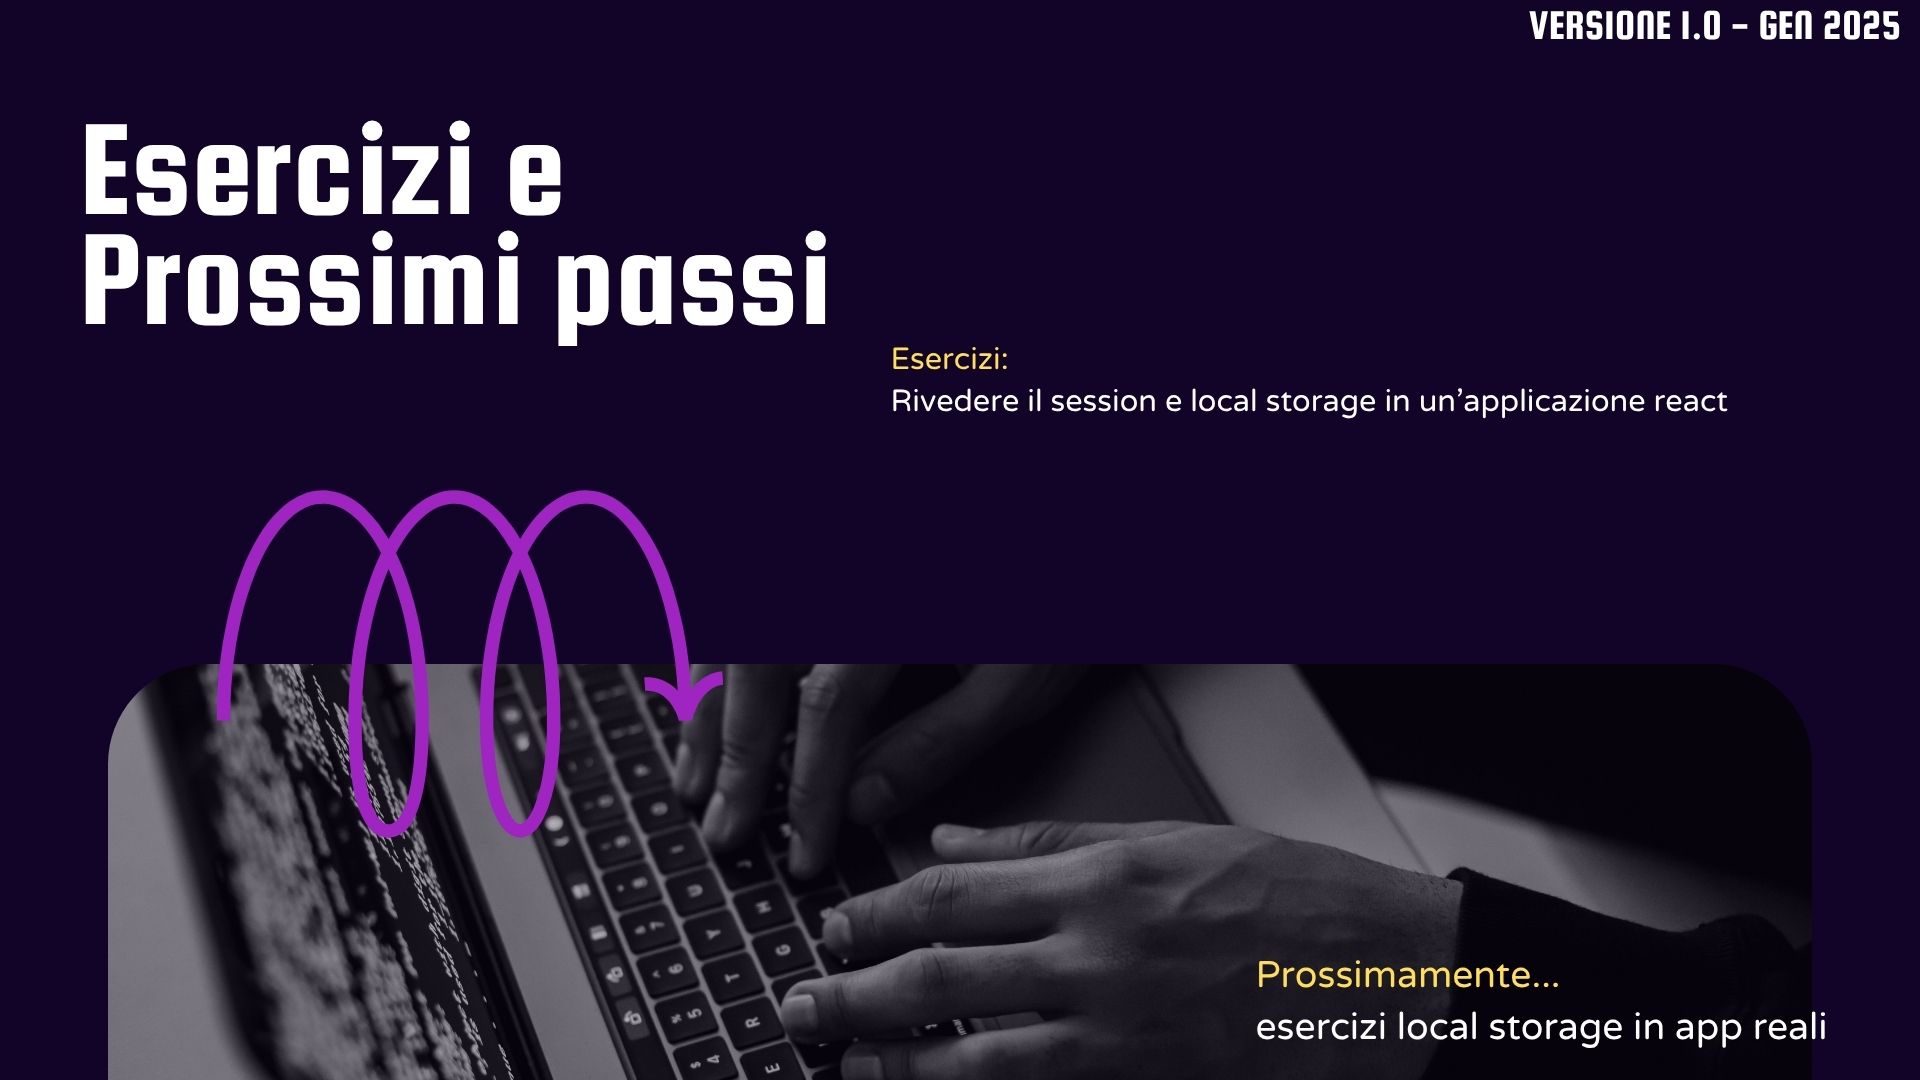 VERSIONE 1.0 - GEN 2025
Esercizi e
Prossimi passi
Esercizi:
Rivedere il session e local storage in un’applicazione react
Prossimamente...
esercizi local storage in app reali